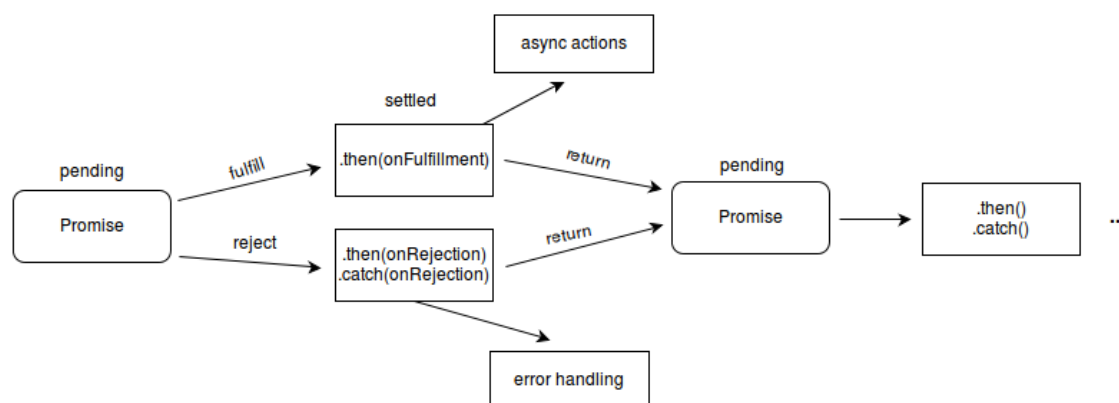 async actions
settled
.then(onFulfillment)
pending
fulfill
return
pending
Promise
Promise
.then()
.catch()
...
reject
.then(onRejection)
.catch(onRejection)
return
error handling